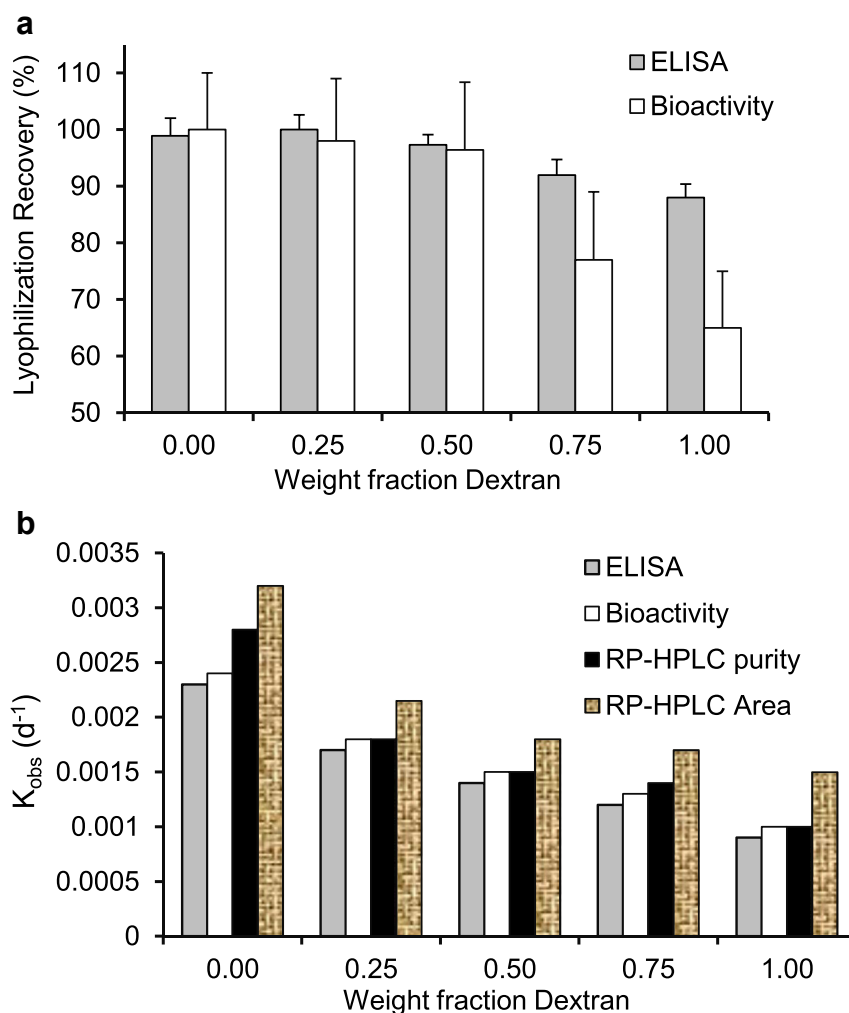 a
Lyophilization Recovery (%)
110
100
90
80
70
60
50
ELISA
Bioactivity
0.00 0.25 0.50 0.75 1.00
Weight fraction Dextran
b
K_obs (d⁻¹)
0.0035
0.003
0.0025
0.002
0.0015
0.001
0.0005
0
ELISA
Bioactivity
RP-HPLC purity
RP-HPLC Area
0.00 0.25 0.50 0.75 1.00
Weight fraction Dextran